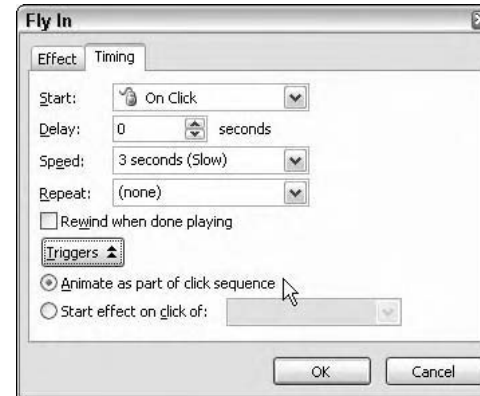 Fly In
Effect Timing
Start: On Click
Delay: 0 seconds
Speed: 3 seconds (Slow)
Repeat: (none)
Rewind when done playing
Triggers
Animate as part of click sequence
Start effect on click of:
OK Cancel